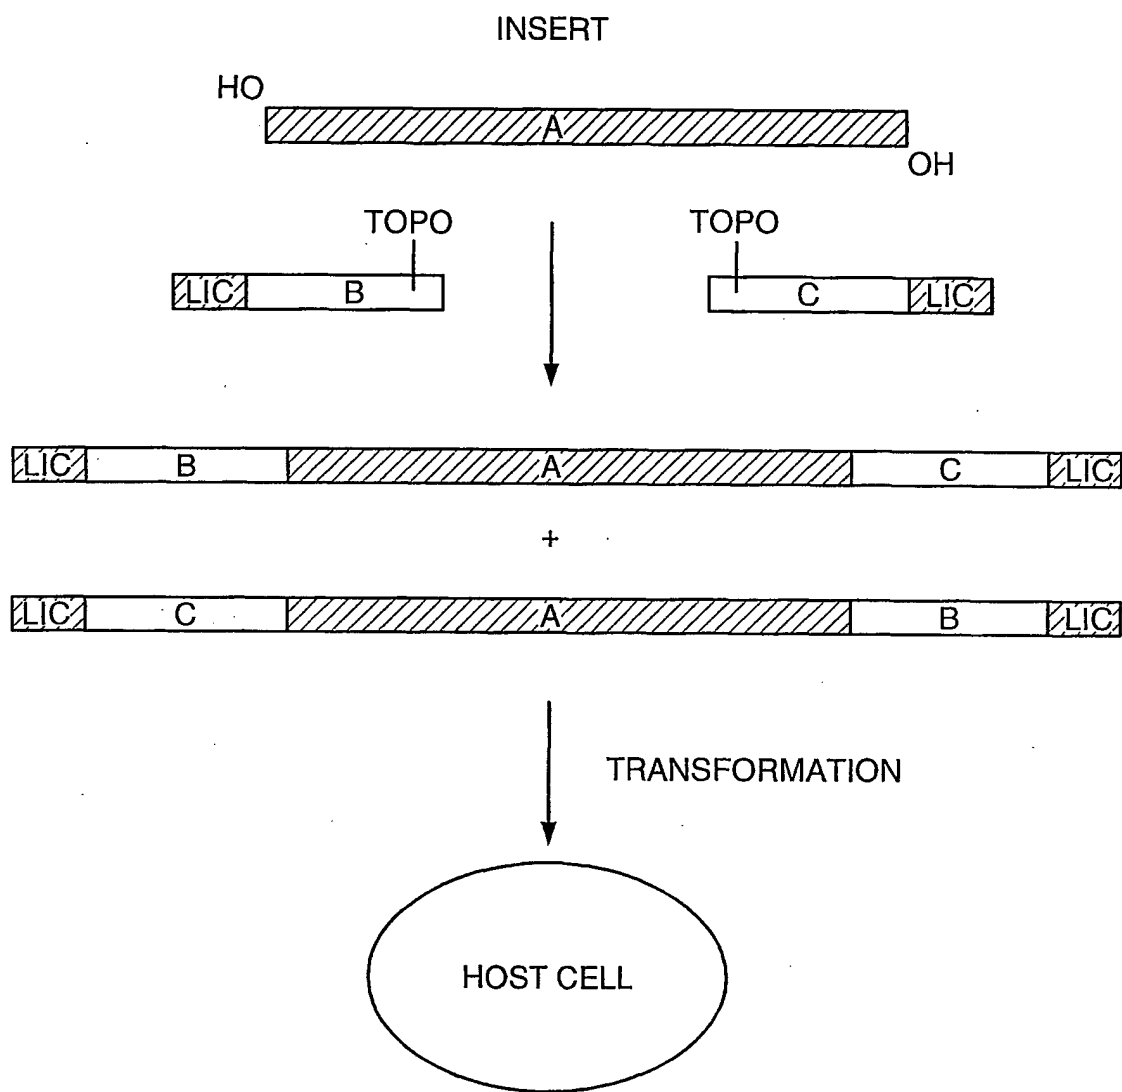 INSERT
HO
A
OH
TOPO TOPO
LIC B C LIC
LIC B A C LIC
+
LIC C A B LIC
TRANSFORMATION
HOST CELL